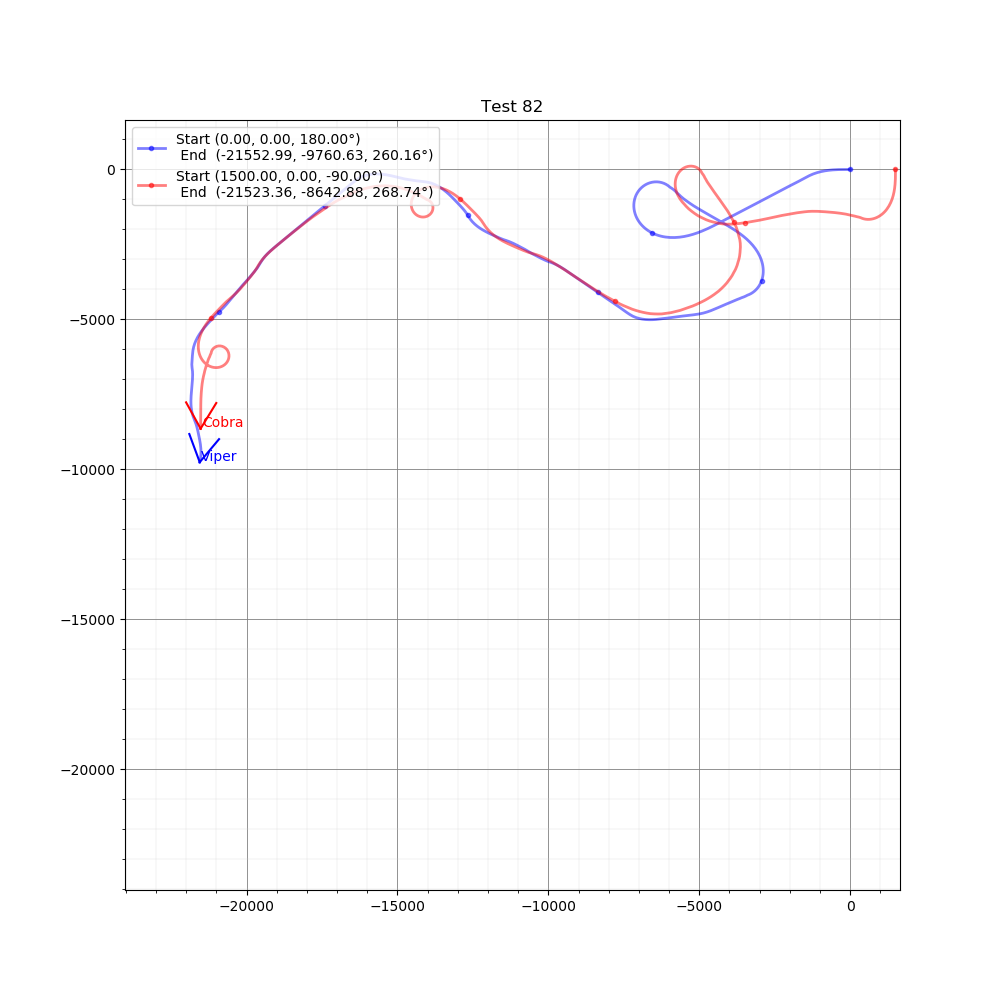 Test 82
Start (0.00, 0.00, 180.00°)
End  (-21552.99, -9760.63, 260.16°)
Start (1500.00, 0.00, -90.00°)
End  (-21523.36, -8642.88, 268.74°)
0
−5000
−10000
−15000
−20000
Cobra
Viper
−20000
−15000
−10000
−5000
0